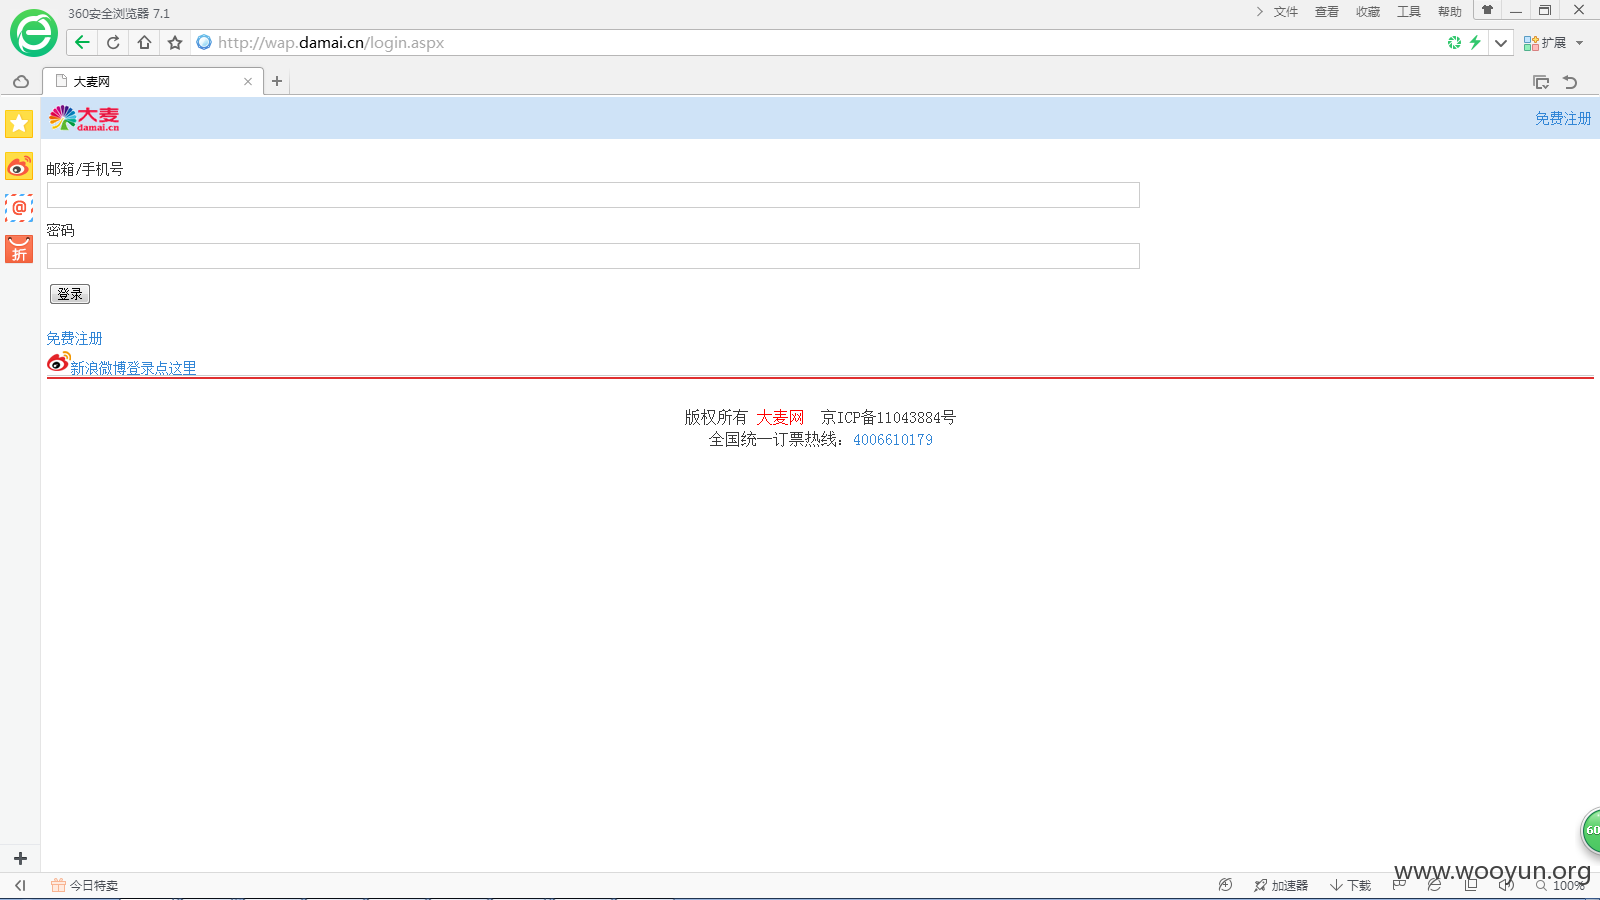 360安全浏览器 7.1
文件 查看 收藏 工具 帮助
http://wap.damai.cn/login.aspx
扩展
大麦网
大麦
damai.cn
免费注册
邮箱/手机号
密码
登录
免费注册
新浪微博登录点这里
版权所有 大麦网 京ICP备11043884号
全国统一订票热线：4006610179
@
折
60
www.wooyun.org
今日特卖
加速器 下载 100%